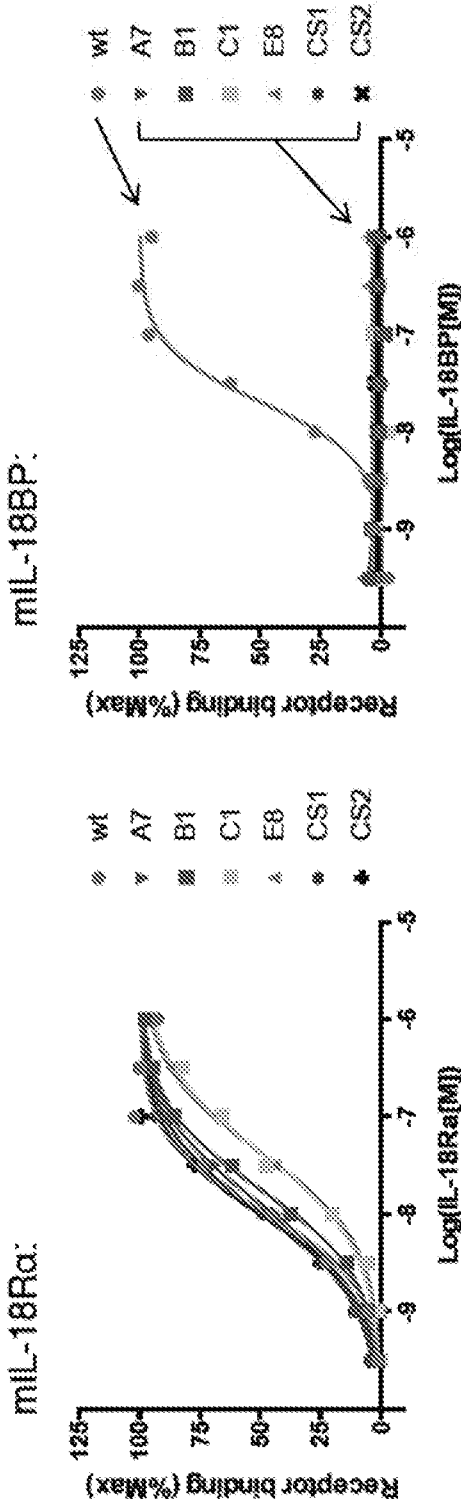 mIL-18Rα:
Receptor binding (%Max)
125
100
75
50
25
0
-9
-8
-7
-6
-5
Log(IL-18Ra[M])
wt
A7
B1
C1
E8
CS1
CS2
mIL-18BP:
Receptor binding (%Max)
125
100
75
50
25
0
-9
-8
-7
-6
-5
Log(IL-18BP[M])
wt
A7
B1
C1
E8
CS1
CS2